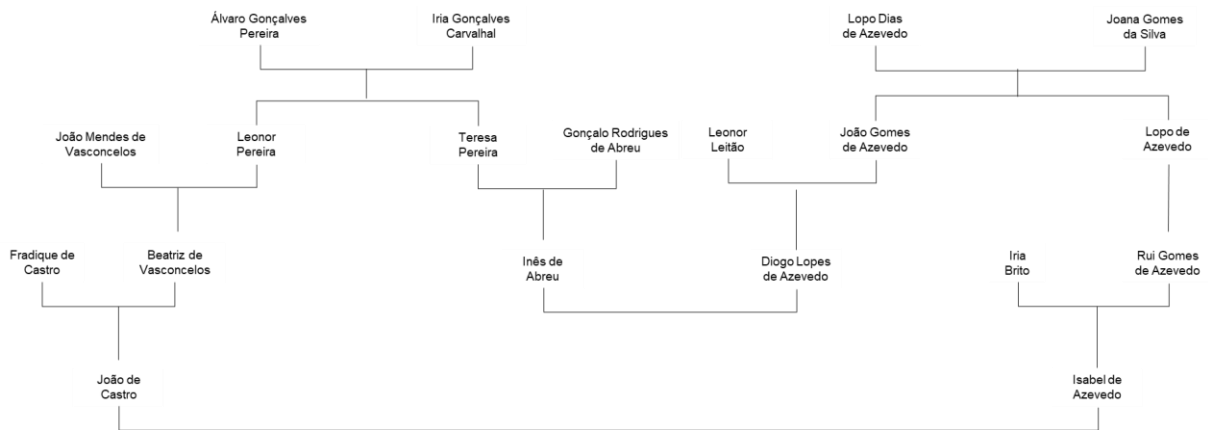 Álvaro Gonçalves
Pereira
Iria Gonçalves
Carvalhal
Lopo Dias
de Azevedo
Joana Gomes
da Silva
João Mendes de
Vasconcelos
Leonor
Pereira
Teresa
Pereira
Gonçalo Rodrigues
de Abreu
Leonor
Leitão
João Gomes
de Azevedo
Lopo de
Azevedo
Fradique de
Castro
Beatriz de
Vasconcelos
Inês de
Abreu
Diogo Lopes
de Azevedo
Iria
Brito
Rui Gomes
de Azevedo
João de
Castro
Isabel de
Azevedo